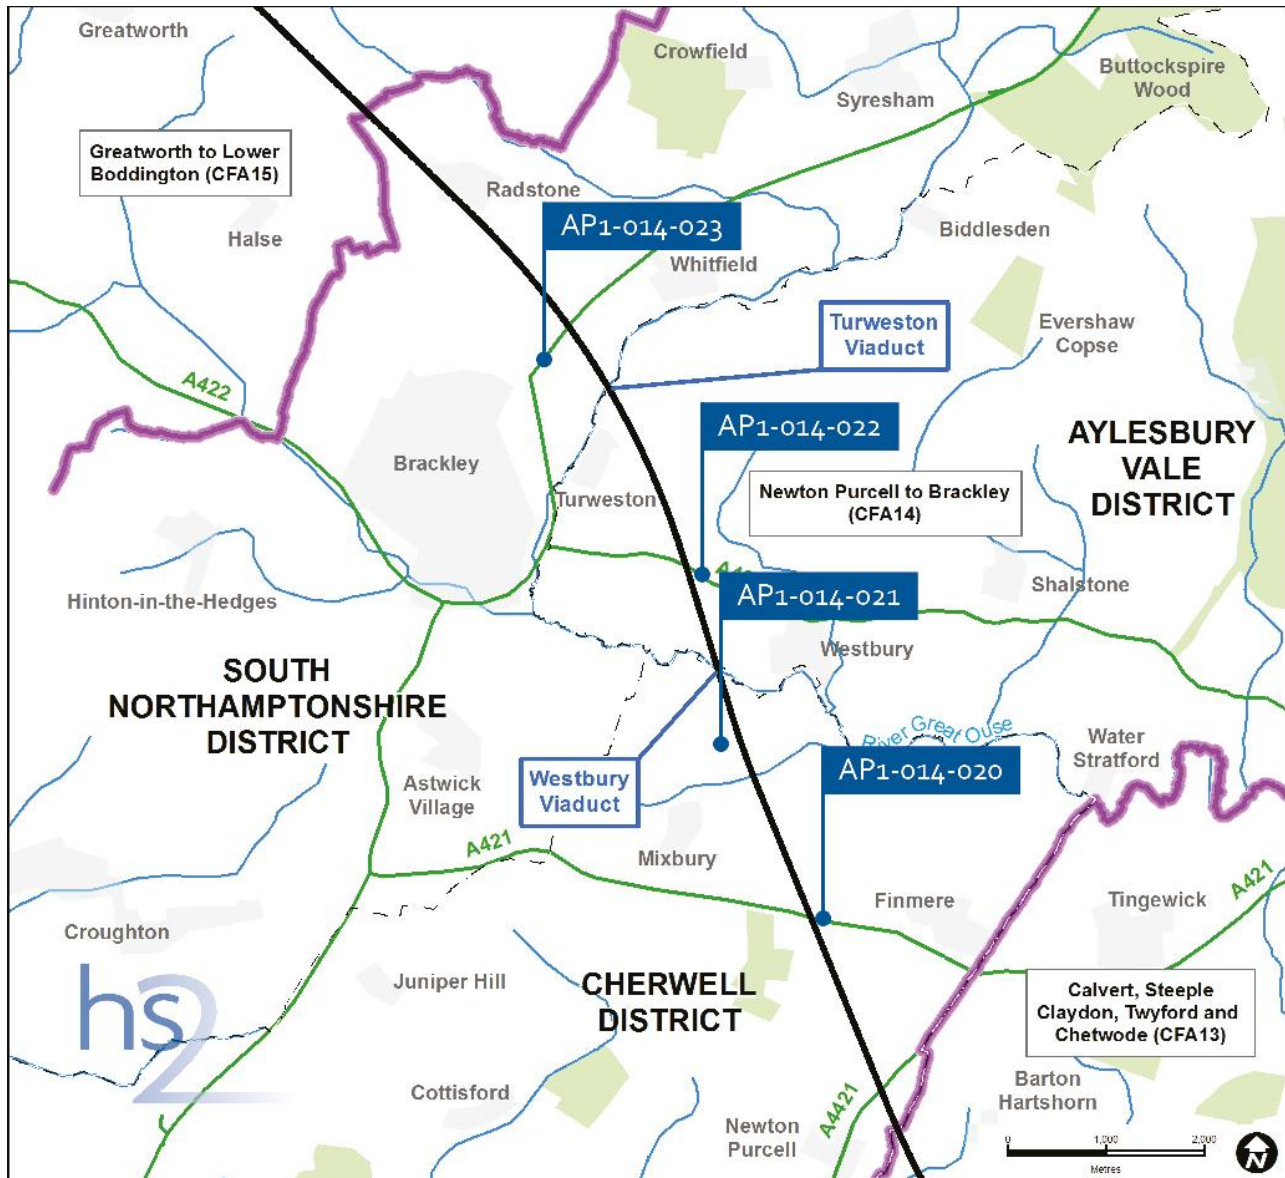 Greatworth
Crowfield
Syresham
Buttockspire
Wood
Greatworth to Lower
Boddington (CFA15)
Radstone
AP1-014-023
Halse
Whitfield
Biddlesden
Turweston
Viaduct
Evershaw
Copse
A422
AP1-014-022
AYLESBURY
VALE
DISTRICT
Brackley
Turweston
Newton Purcell to Brackley
(CFA14)
AP1-014-021
Shalstone
Hinton-in-the-Hedges
Westbury
SOUTH
NORTHAMPTONSHIRE
DISTRICT
River Great Ouse
Water
Stratford
AP1-014-020
Westbury
Viaduct
Astwick
Village
A421
Mixbury
Finmere
Tingewick
A421
Croughton
hs2
Juniper Hill
CHERWELL
DISTRICT
Calvert, Steeple
Claydon, Twyford and
Chetwode (CFA13)
Cottisford
A4421
Barton
Hartshorn
Newton
Purcell
0 1,000 2,000
Metres
N